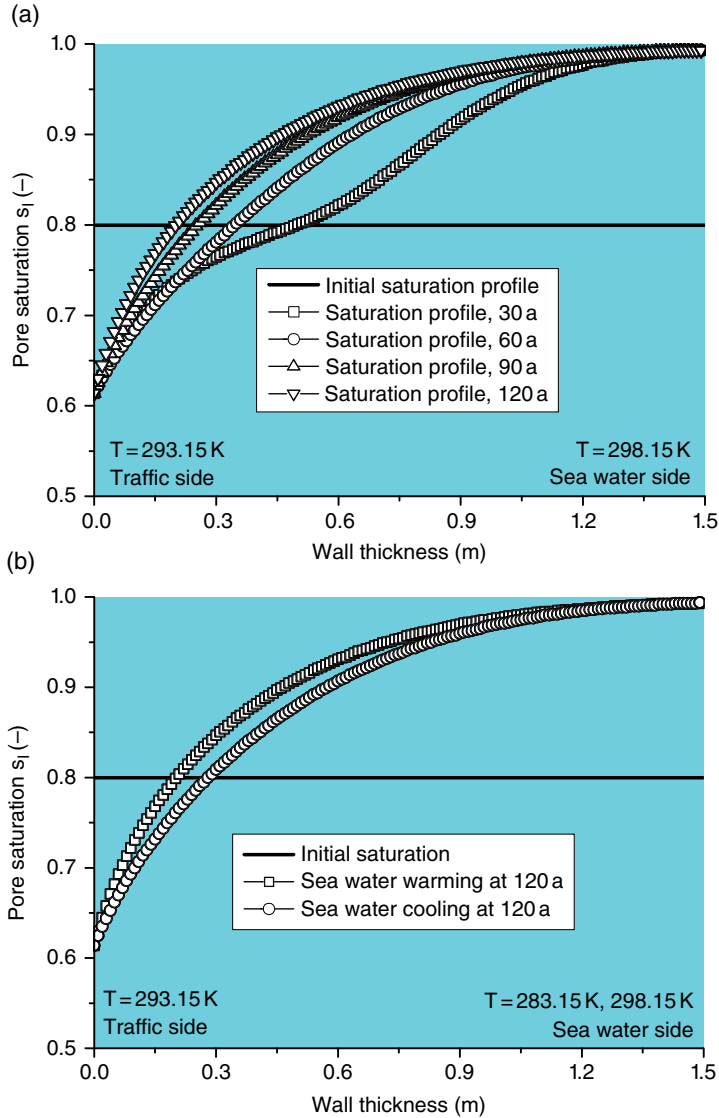 (a)
1.0
0.9
0.8
0.7
0.6
0.5
Pore saturation s_l (–)
Initial saturation profile
Saturation profile, 30 a
Saturation profile, 60 a
Saturation profile, 90 a
Saturation profile, 120 a
T = 293.15 K
Traffic side
T = 298.15 K
Sea water side
0.0 0.3 0.6 0.9 1.2 1.5
Wall thickness (m)
(b)
1.0
0.9
0.8
0.7
0.6
0.5
Pore saturation s_l (–)
Initial saturation
Sea water warming at 120 a
Sea water cooling at 120 a
T = 293.15 K
Traffic side
T = 283.15 K, 298.15 K
Sea water side
0.0 0.3 0.6 0.9 1.2 1.5
Wall thickness (m)